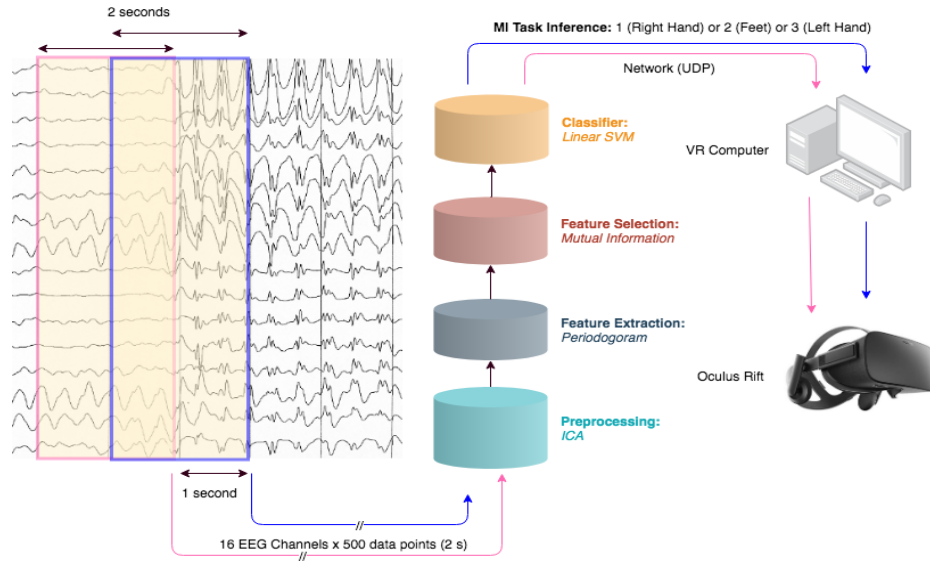 2 seconds
MI Task Inference: 1 (Right Hand) or 2 (Feet) or 3 (Left Hand)
Network (UDP)
Classifier:
Linear SVM
VR Computer
Feature Selection:
Mutual Information
Feature Extraction:
Periodogoram
Oculus Rift
Preprocessing:
ICA
1 second
//
16 EEG Channels x 500 data points (2 s)
//